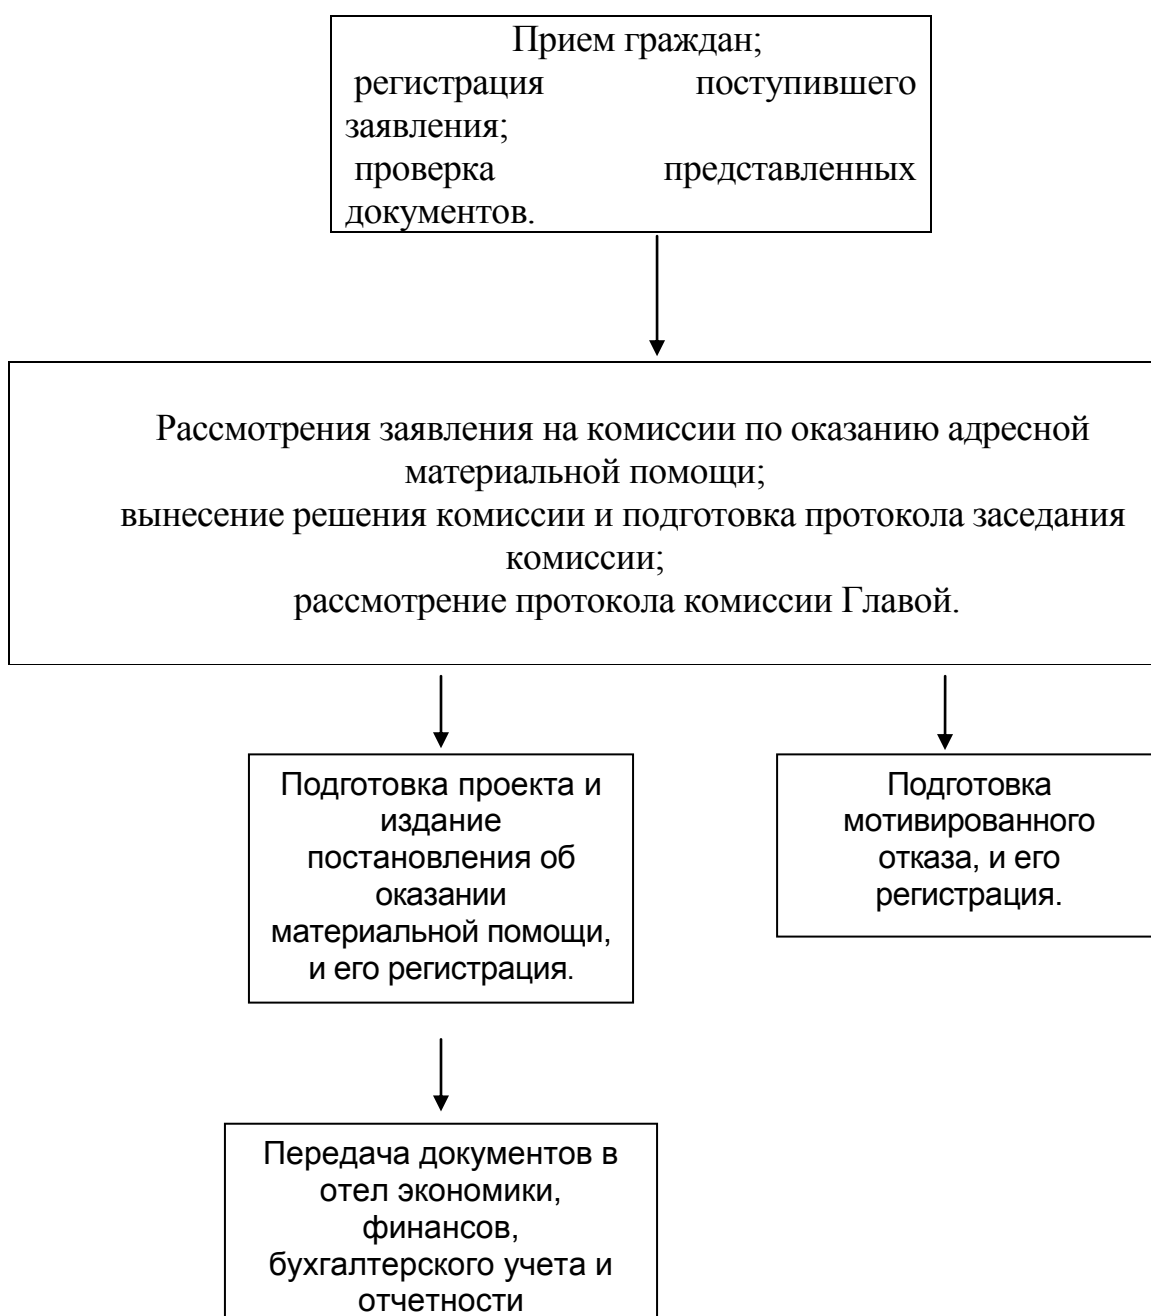 Прием граждан;
регистрация поступившего
заявления;
проверка представленных
документов.
Рассмотрения заявления на комиссии по оказанию адресной
материальной помощи;
вынесение решения комиссии и подготовка протокола заседания
комиссии;
рассмотрение протокола комиссии Главой.
Подготовка проекта и
издание
постановления об
оказании
материальной помощи,
и его регистрация.
Подготовка
мотивированного
отказа, и его
регистрация.
Передача документов в
отел экономики,
финансов,
бухгалтерского учета и
отчетности